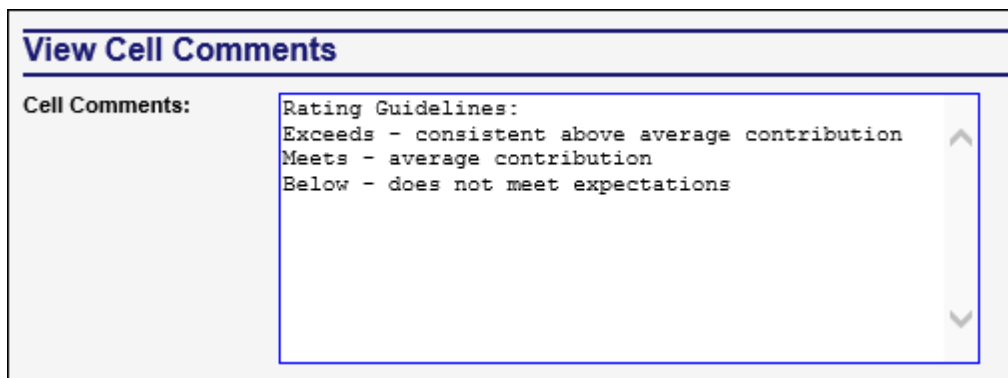 View Cell Comments
Cell Comments:
Rating Guidelines:
Exceeds - consistent above average contribution
Meets - average contribution
Below - does not meet expectations